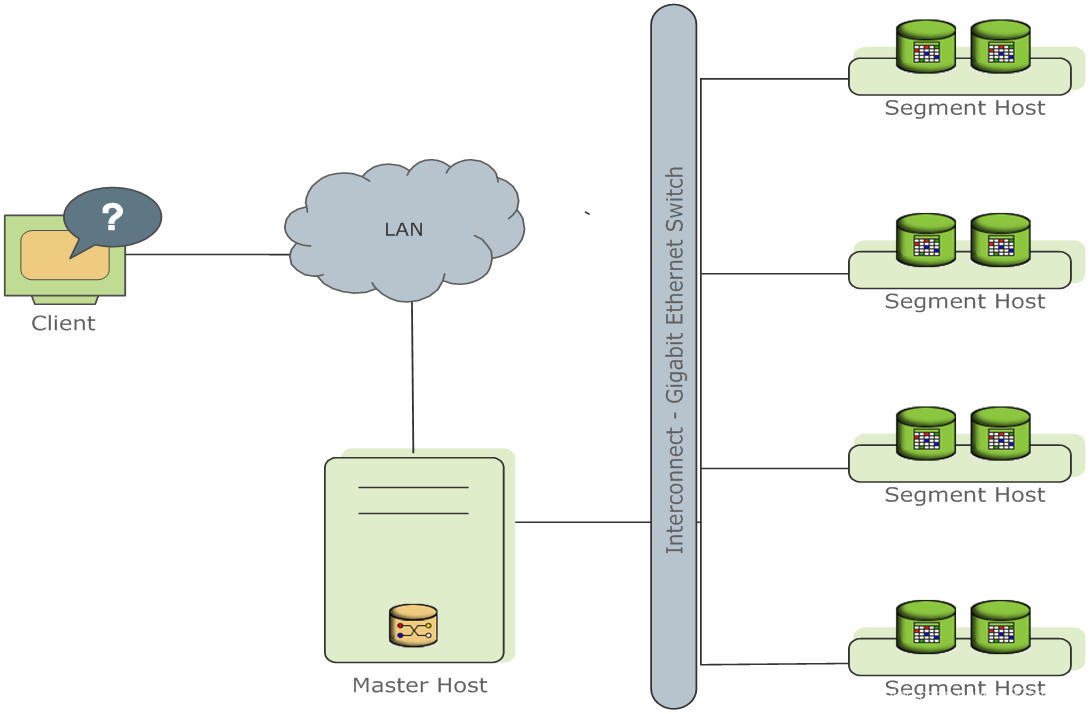 Segment Host
?
LAN
Client
Interconnect - Gigabit Ethernet Switch
Segment Host
Segment Host
Master Host
Segment Host